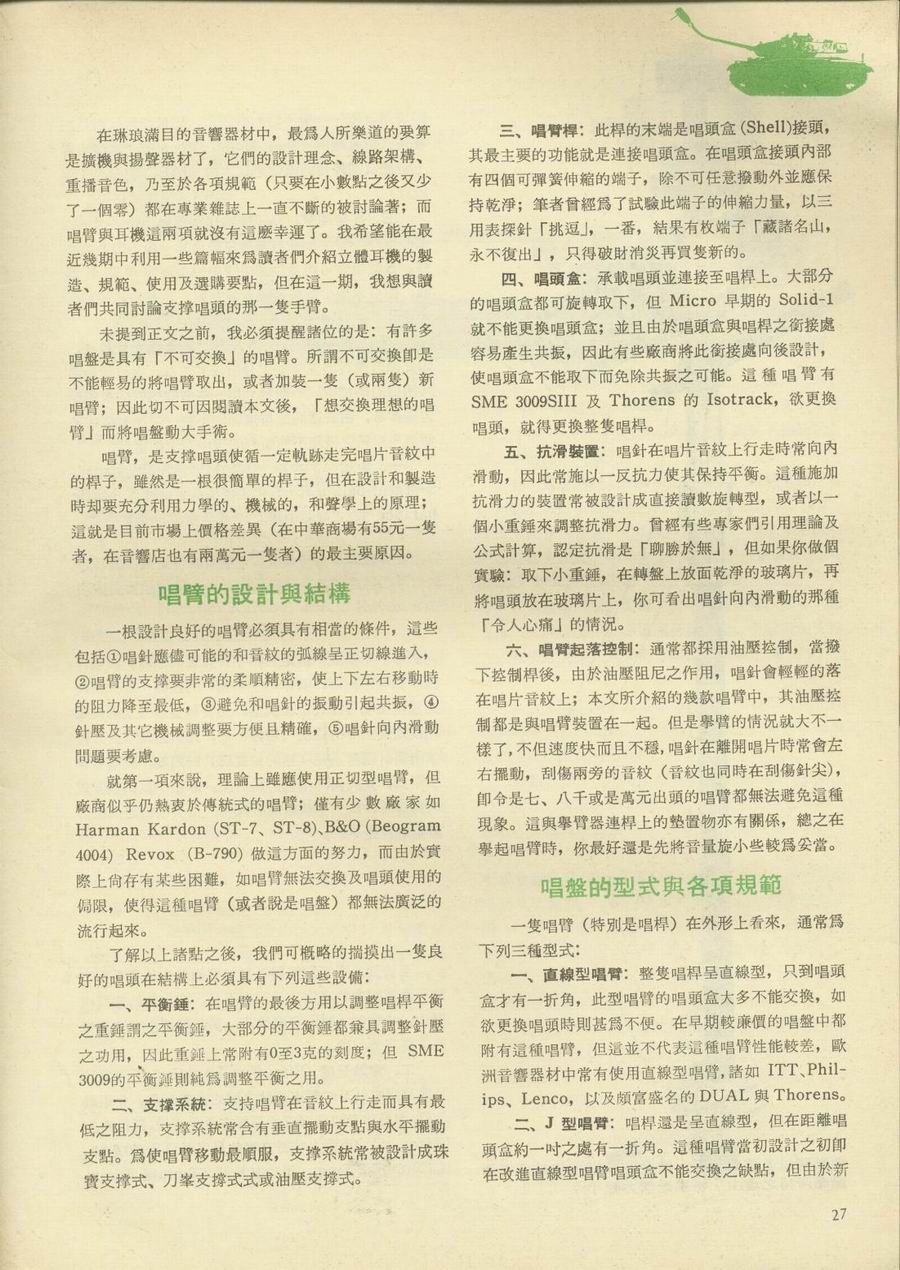 在琳琅滿目的音響器材中，最爲人所樂道的要算
是擴機與揚聲器材了，它們的設計理念、線路架構、
重播音色，乃至於各項規範（只要在小數點之後又少
了一個零）都在專業雜誌上一直不斷的被討論著；而
唱臂與耳機這兩項就沒有這麽幸運了。我希望能在最
近幾期中利用一些篇幅來爲讀者們介紹立體耳機的製
造、規範、使用及選購要點，但在這一期，我想與讀
者們共同討論支撑唱頭的那一隻手臂。
未提到正文之前，我必須提醒諸位的是：有許多
唱盤是具有「不可交換」的唱臂。所謂不可交換卽是
不能輕易的將唱臂取出，或者加裝一隻（或兩隻）新
唱臂；因此切不可因閱讀本文後，「想交換理想的唱
臂」而將唱盤動大手術。
唱臂，是支撑唱頭使循一定軌跡走完唱片音紋中
的桿子，雖然是一根很簡單的桿子，但在設計和製造
時却要充分利用力學的、機械的，和聲學上的原理；
這就是目前市場上價格差異（在中華商場有55元一隻
者，在音響店也有兩萬元一隻者）的最主要原因。
唱臂的設計與結構
一根設計良好的唱臂必須具有相當的條件，這些
包括①唱針應儘可能的和音紋的弧線呈正切線進入，
②唱臂的支撑要非常的柔順精密，使上下左右移動時
的阻力降至最低，③避免和唱針的振動引起共振，④
針壓及其它機械調整要方便且精確，⑤唱針向內滑動
問題要考慮。
就第一項來說，理論上雖應使用正切型唱臂，但
廠商似乎仍熱衷於傳統式的唱臂；僅有少數廠家如
Harman Kardon (ST-7、ST-8)、B&O (Beogram
4004) Revox (B-790) 做這方面的努力，而由於實
際上尙存有某些困難，如唱臂無法交換及唱頭使用的
侷限，使得這種唱臂（或者說是唱盤）都無法廣泛的
流行起來。
了解以上諸點之後，我們可概略的揣摸出一隻良
好的唱頭在結構上必須具有下列這些設備：
一、平衡錘：在唱臂的最後方用以調整唱桿平衡
之重錘謂之平衡錘，大部分的平衡錘都兼具調整針壓
之功用，因此重錘上常附有0至3克的刻度；但 SME
3009的平衡錘則純爲調整平衡之用。
二、支撑系統：支持唱臂在音紋上行走而具有最
低之阻力，支撑系統常含有垂直擺動支點與水平擺動
支點。爲使唱臂移動最順服，支撑系統常被設計成珠
寶支撑式、刀峯支撑式式或油壓支撑式。
三、唱臂桿：此桿的末端是唱頭盒 (Shell)接頭，
其最主要的功能就是連接唱頭盒。在唱頭盒接頭內部
有四個可彈簧伸縮的端子，除不可任意撥動外並應保
持乾淨；筆者曾經爲了試驗此端子的伸縮力量，以三
用表探針「挑逗」，一番，結果有枚端子「藏諸名山，
永不復出」，只得破財消災再買隻新的。
四、唱頭盒：承載唱頭並連接至唱桿上。大部分
的唱頭盒都可旋轉取下，但 Micro 早期的 Solid-1
就不能更換唱頭盒；並且由於唱頭盒與唱桿之銜接處
容易產生共振，因此有些廠商將此銜接處向後設計，
使唱頭盒不能取下而免除共振之可能。這種唱臂有
SME 3009SIII 及 Thorens 的 Isotrack，欲更換
唱頭，就得更換整隻唱桿。
五、抗滑裝置：唱針在唱片音紋上行走時常向內
滑動，因此常施以一反抗力使其保持平衡。這種施加
抗滑力的裝置常被設計成直接讀數旋轉型，或者以一
個小重錘來調整抗滑力。曾經有些專家們引用理論及
公式計算，認定抗滑是「聊勝於無」，但如果你做個
實驗：取下小重錘，在轉盤上放面乾淨的玻璃片，再
將唱頭放在玻璃片上，你可看出唱針向內滑動的那種
「令人心痛」的情況。
六、唱臂起落控制：通常都採用油壓控制，當撥
下控制桿後，由於油壓阻尼之作用，唱針會輕輕的落
在唱片音紋上；本文所介紹的幾款唱臂中，其油壓控
制都是與唱臂裝置在一起。但是舉臂的情況就大不一
樣了，不但速度快而且不穩，唱針在離開唱片時常會左
右擺動，刮傷兩旁的音紋（音紋也同時在刮傷針尖），
卽令是七、八千或是萬元出頭的唱臂都無法避免這種
現象。這與舉臂器連桿上的墊置物亦有關係，總之在
舉起唱臂時，你最好還是先將音量旋小些較爲妥當。
唱盤的型式與各項規範
一隻唱臂（特別是唱桿）在外形上看來，通常爲
下列三種型式：
一、直線型唱臂：整隻唱桿呈直線型，只到唱頭
盒才有一折角，此型唱臂的唱頭盒大多不能交換，如
欲更換唱頭時則甚爲不便。在早期較廉價的唱盤中都
附有這種唱臂，但這並不代表這種唱臂性能較差，歐
洲音響器材中常有使用直線型唱臂，諸如 ITT、Phil-
ips、Lenco，以及頗富盛名的 DUAL 與 Thorens。
二、J 型唱臂：唱桿還是呈直線型，但在距離唱
頭盒約一吋之處有一折角。這種唱臂當初設計之初卽
在改進直線型唱臂唱頭盒不能交換之缺點，但由於新
27